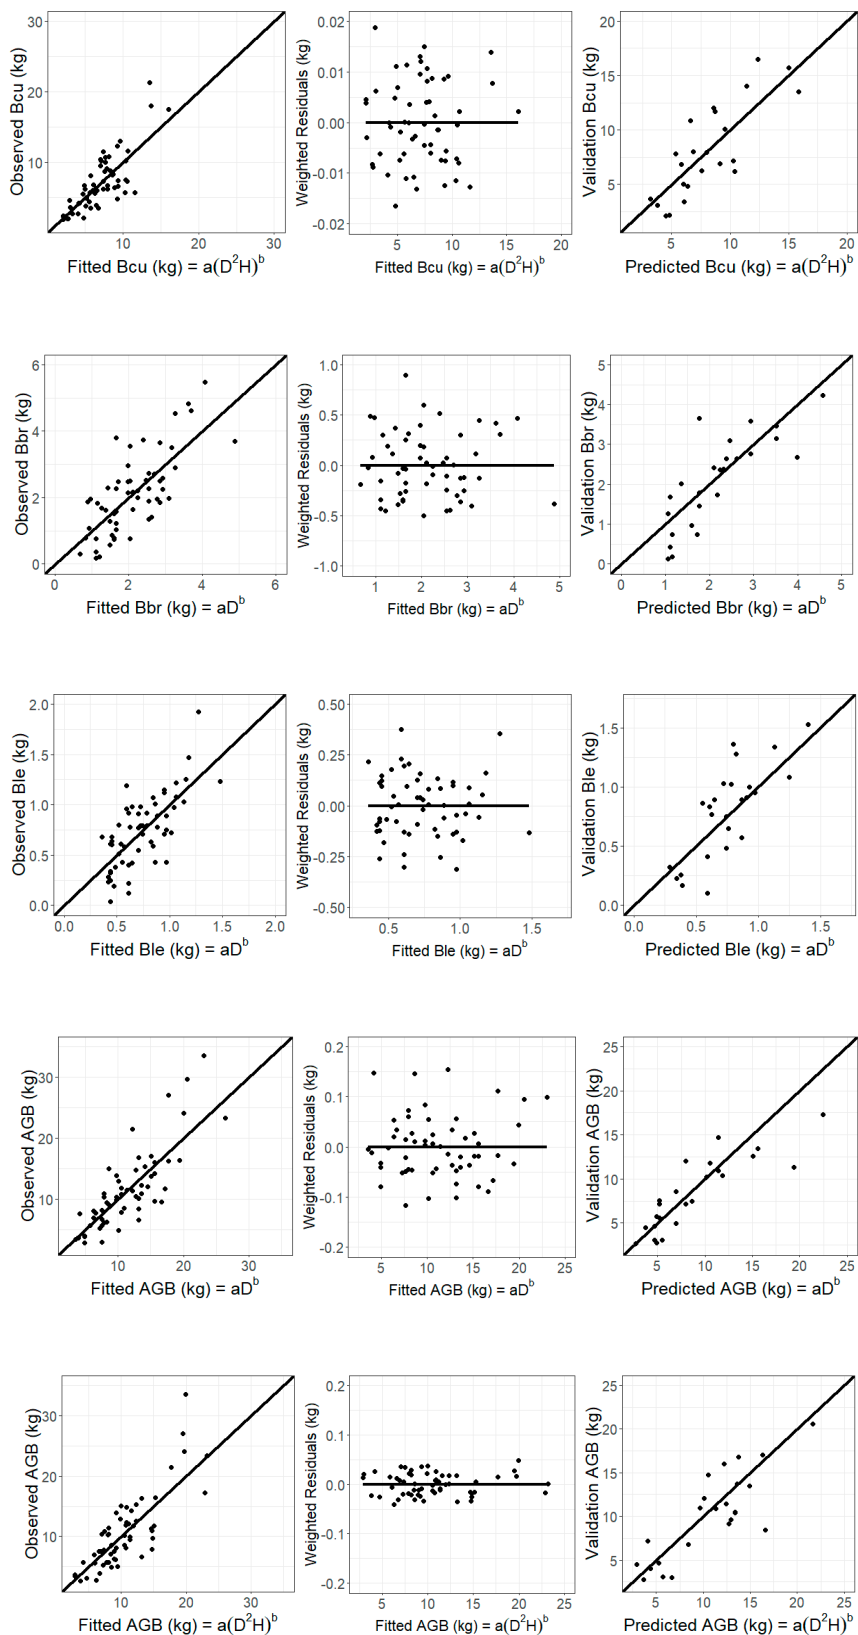 Observed Bcu (kg)
30
20
10
10 20 30
Fitted Bcu (kg) = a(D²H)ᵇ
Weighted Residuals (kg)
0.02
0.01
0.00
-0.01
-0.02
5 10 15 20
Fitted Bcu (kg) = a(D²H)ᵇ
Validation Bcu (kg)
20
15
10
5
5 10 15 20
Predicted Bcu (kg) = a(D²H)ᵇ
Observed Bbr (kg)
6
4
2
0
0 2 4 6
Fitted Bbr (kg) = aDᵇ
Weighted Residuals (kg)
1.0
0.5
0.0
-0.5
-1.0
1 2 3 4 5
Fitted Bbr (kg) = aDᵇ
Validation Bbr (kg)
5
4
3
2
1
0
0 1 2 3 4 5
Predicted Bbr (kg) = aDᵇ
Observed Ble (kg)
2.0
1.5
1.0
0.5
0.0
0.0 0.5 1.0 1.5 2.0
Fitted Ble (kg) = aDᵇ
Weighted Residuals (kg)
0.50
0.25
0.00
-0.25
-0.50
0.5 1.0 1.5
Fitted Ble (kg) = aDᵇ
Validation Ble (kg)
1.5
1.0
0.5
0.0
0.0 0.5 1.0 1.5
Predicted Ble (kg) = aDᵇ
Observed AGB (kg)
30
20
10
10 20 30
Fitted AGB (kg) = aDᵇ
Weighted Residuals (kg)
0.2
0.1
0.0
-0.1
-0.2
5 10 15 20 25
Fitted AGB (kg) = aDᵇ
Validation AGB (kg)
25
20
15
10
5
5 10 15 20 25
Predicted AGB (kg) = aDᵇ
Observed AGB (kg)
30
20
10
10 20 30
Fitted AGB (kg) = a(D²H)ᵇ
Weighted Residuals (kg)
0.2
0.1
0.0
-0.1
-0.2
5 10 15 20 25
Fitted AGB (kg) = a(D²H)ᵇ
Validation AGB (kg)
25
20
15
10
5
5 10 15 20 25
Predicted AGB (kg) = a(D²H)ᵇ